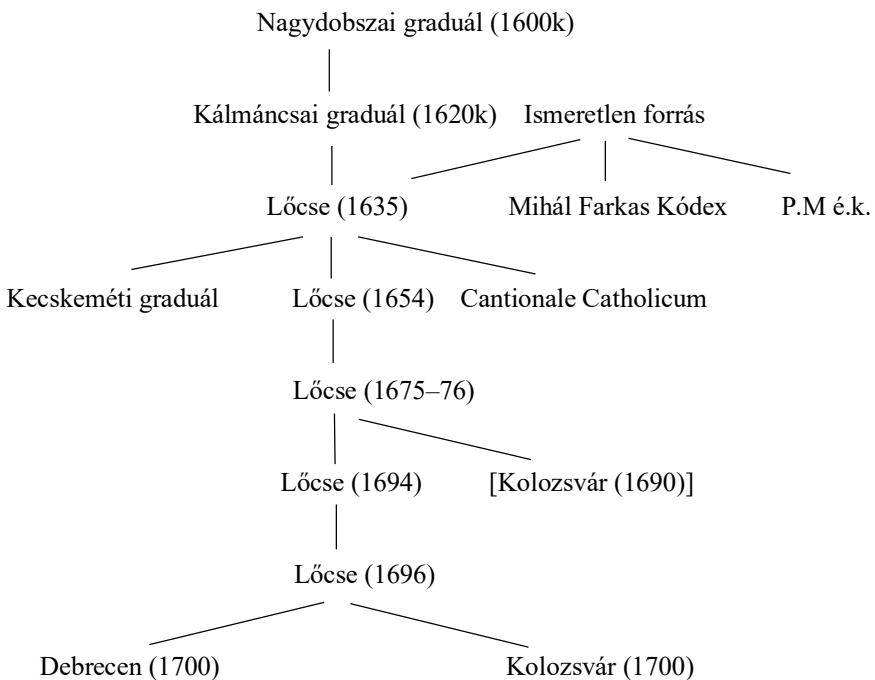 Nagydobszai graduál (1600k)
Kálmáncsai graduál (1620k) Ismeretlen forrás
Lőcse (1635) Mihál Farkas Kódex P.M é.k.
Kecskeméti graduál Lőcse (1654) Cantionale Catholicum
Lőcse (1675–76)
Lőcse (1694) [Kolozsvár (1690)]
Lőcse (1696)
Debrecen (1700) Kolozsvár (1700)